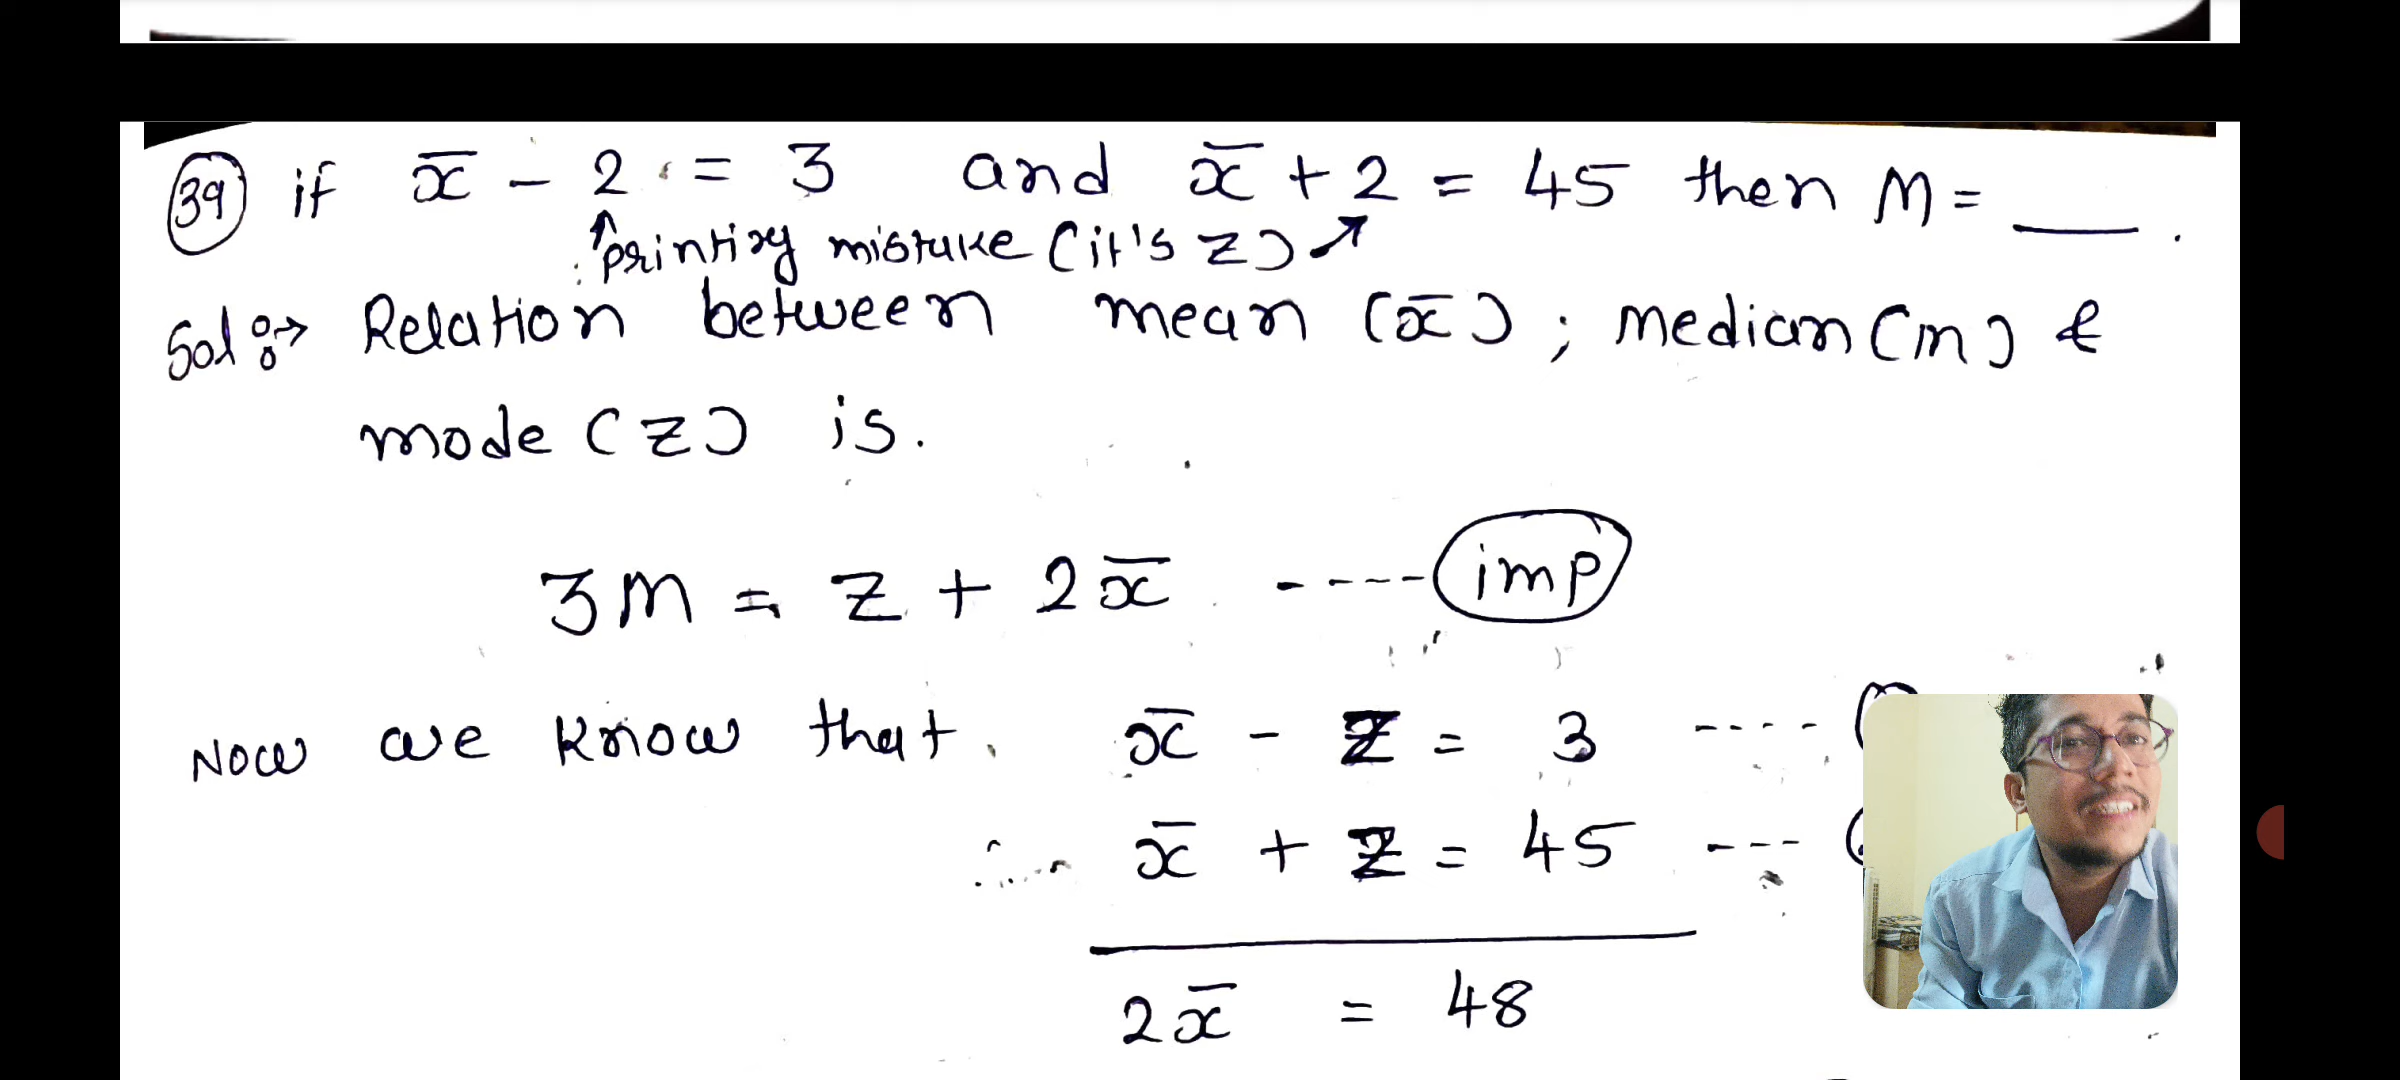 39 if x̄ - 2 = 3 and x̄ + 2 = 45 then M = ___.
↑printing mistake (it's z)↗
Sol:→ Relation between mean (x̄); median (m) &
mode (z) is.
3M = z + 2x̄ ----- imp
Now we know that x̄ - z = 3 ----
x̄ + z = 45 ---
2x̄ = 48